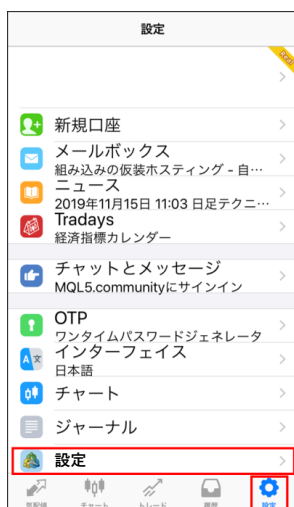 設定
Real
新規口座
メールボックス
組み込みの仮装ホスティング - 自…
ニュース
2019年11月15日 11:03 日足テクニ…
Tradays
経済指標カレンダー
チャットとメッセージ
MQL5.communityにサインイン
OTP
ワンタイムパスワードジェネレータ
インターフェイス
A 文
日本語
チャート
ジャーナル
設定
気配値 チャート トレード 履歴 設定